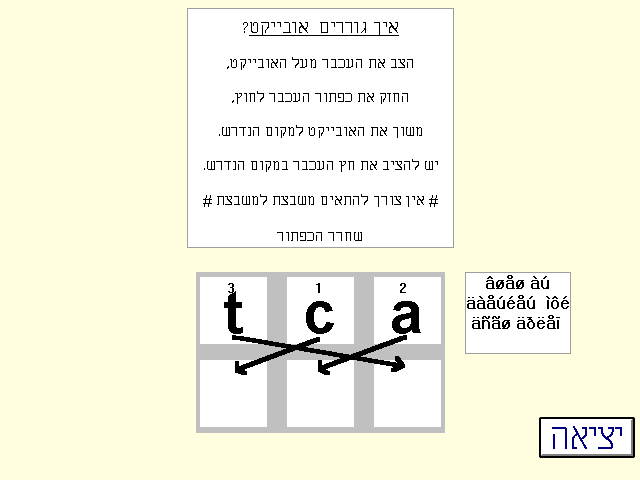 איך גוררים אובייקט?
הצב את העכבר מעל האובייקט,
החזק את כפתור העכבר לחוץ,
משוך את האובייקט למקום הנדרש.
יש להציב את חץ העכבר במקום הנדרש.
# אין צורך להתאים משבצת למשבצת #
שחרר הכפתור
3 1 2
t c a
âøåø àú
äàåúéåú ìôé
äñãø äðëåï
יציאה